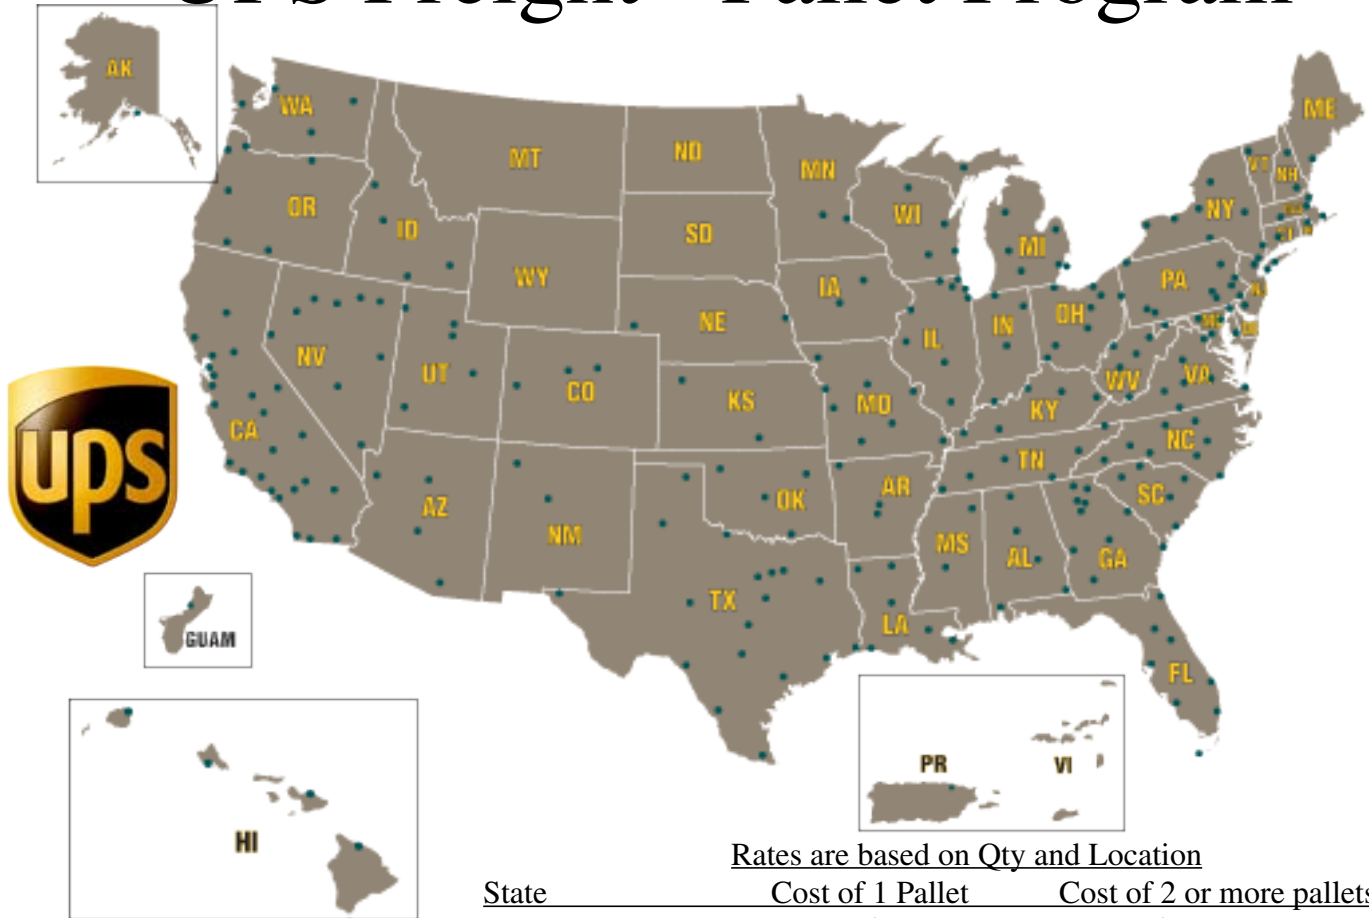 UPS Freight - Pallet Program
AK
WA
MT
ND
MN
ME
VT
NH
OR
ID
SD
WI
NY
MI
WY
IA
PA
NE
IL
IN
OH
NJ
NV
UT
CO
KS
MO
WV
VA
KY
CA
NC
TN
AZ
NM
OK
AR
SC
MS
AL
GA
ups
TX
LA
GUAM
FL
PR
VI
HI
Rates are based on Qty and Location
State Cost of 1 Pallet Cost of 2 or more pallets